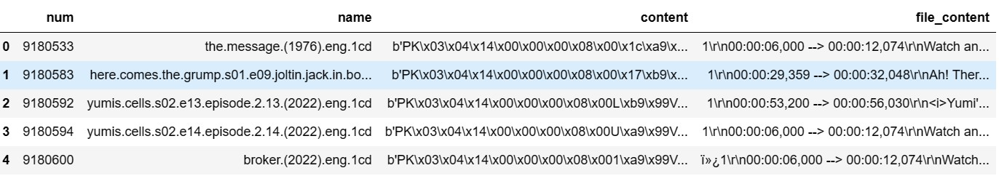 num name content file_content
0 9180533 the.message.(1976).eng.1cd b'PK\x03\x04\x14\x00\x00\x00\x08\x00\x1c\xa9\x... 1\r\n00:00:06,000 --> 00:00:12,074\r\nWatch an...
1 9180583 here.comes.the.grump.s01.e09.joltin.jack.in.bo... b'PK\x03\x04\x14\x00\x00\x00\x08\x00\x17\xb9\x... 1\r\n00:00:29,359 --> 00:00:32,048\r\nAh! Ther...
2 9180592 yumis.cells.s02.e13.episode.2.13.(2022).eng.1cd b'PK\x03\x04\x14\x00\x00\x00\x08\x00L\xb9\x99V... 1\r\n00:00:53,200 --> 00:00:56,030\r\n<i>Yumi'...
3 9180594 yumis.cells.s02.e14.episode.2.14.(2022).eng.1cd b'PK\x03\x04\x14\x00\x00\x00\x08\x00U\xa9\x99V... 1\r\n00:00:06,000 --> 00:00:12,074\r\nWatch an...
4 9180600 broker.(2022).eng.1cd b'PK\x03\x04\x14\x00\x00\x00\x08\x001\xa9\x99V... ï»¿1\r\n00:00:06,000 --> 00:00:12,074\r\nWatch...